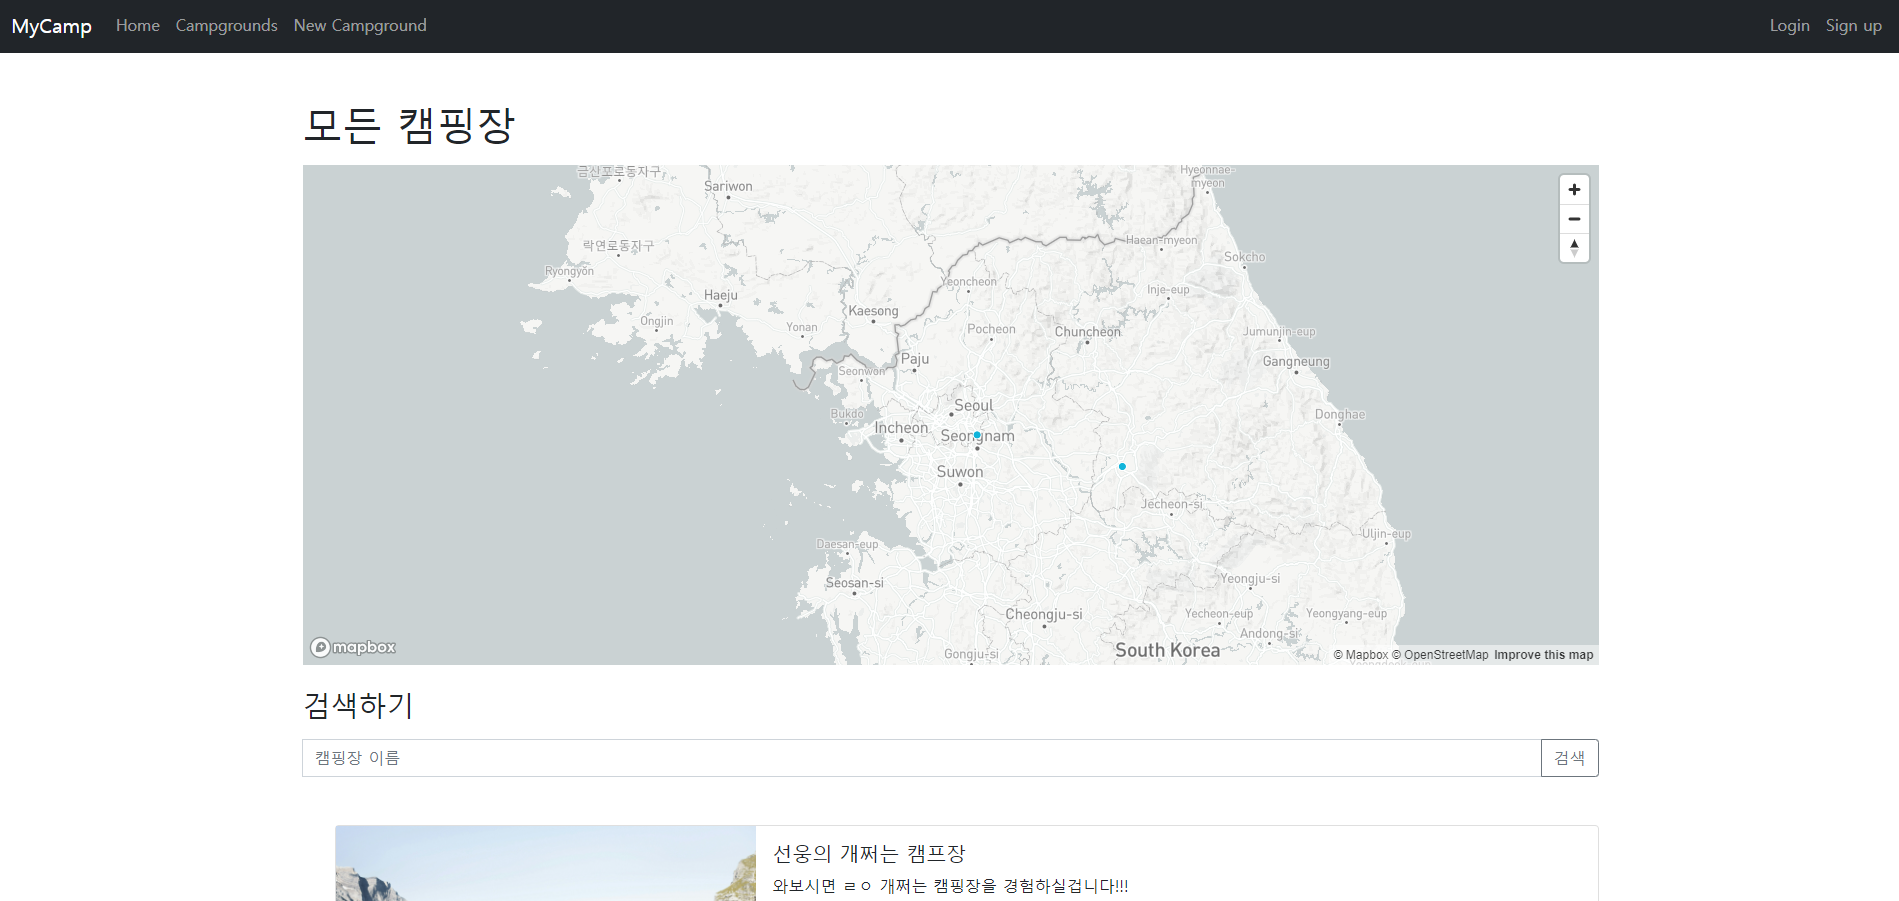 MyCamp Home Campgrounds New Campground Login Sign up
모든 캠핑장
금산포로동자구
Sariwon
Hyeonnae-
myeon
락연로동자구
Haean-myeon
Sokcho
Ryongyŏn
Yeoncheon
Inje-eup
Haeju
Kaesong
Ongjin
Yonan
Pocheon
Chuncheon
Jumunjin-eup
Paju
Gangneung
Seonwon
Seoul
Bukdo
Donghae
Incheon
Seongnam
Suwon
Jecheon-si
Uljin-eup
Daesan-eup
Seosan-si
Yeongju-si
Cheongju-si
Yecheon-eup
Yeongyang-eup
Andong-si
Gongju-si
South Korea
mapbox
© Mapbox © OpenStreetMap Improve this map
검색하기
캠핑장 이름
검색
선웅의 개쩌는 캠프장
와보시면 ㄹㅇ 개쩌는 캠핑장을 경험하실겁니다!!!